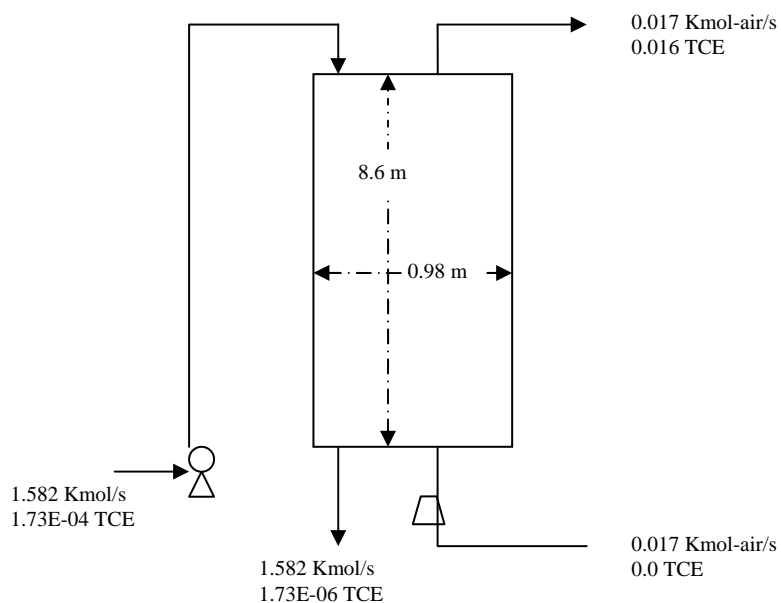 0.017 Kmol-air/s
0.016 TCE
8.6 m
0.98 m
1.582 Kmol/s
1.73E-04 TCE
1.582 Kmol/s
1.73E-06 TCE
0.017 Kmol-air/s
0.0 TCE